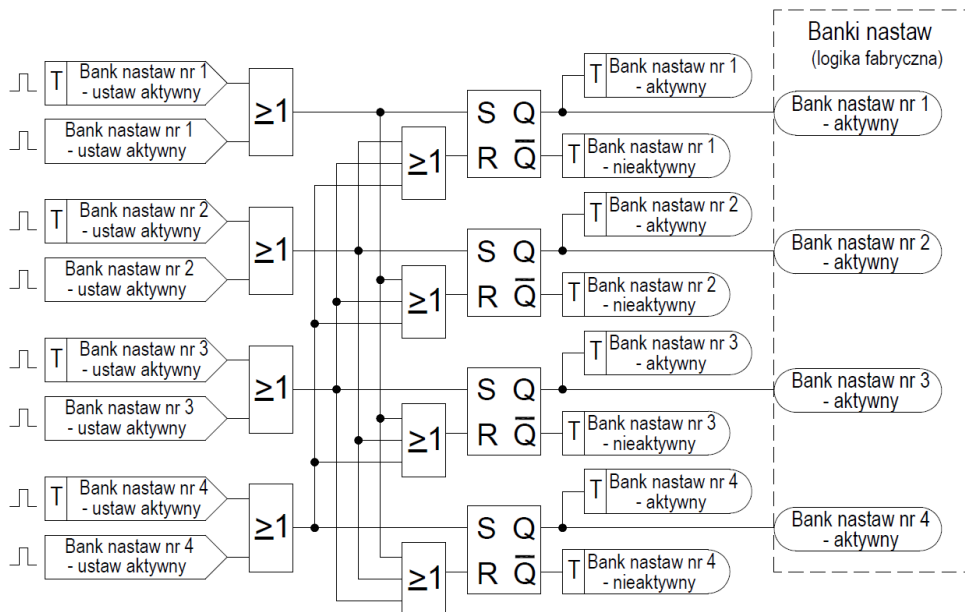 Banki nastaw
(logika fabryczna)
T Bank nastaw nr 1
- ustaw aktywny
Bank nastaw nr 1
- ustaw aktywny
≥1
≥1
S Q
R Q̅
T Bank nastaw nr 1
- aktywny
T Bank nastaw nr 1
- nieaktywny
Bank nastaw nr 1
- aktywny
T Bank nastaw nr 2
- ustaw aktywny
Bank nastaw nr 2
- ustaw aktywny
≥1
≥1
S Q
R Q̅
T Bank nastaw nr 2
- aktywny
T Bank nastaw nr 2
- nieaktywny
Bank nastaw nr 2
- aktywny
T Bank nastaw nr 3
- ustaw aktywny
Bank nastaw nr 3
- ustaw aktywny
≥1
≥1
S Q
R Q̅
T Bank nastaw nr 3
- aktywny
T Bank nastaw nr 3
- nieaktywny
Bank nastaw nr 3
- aktywny
T Bank nastaw nr 4
- ustaw aktywny
Bank nastaw nr 4
- ustaw aktywny
≥1
≥1
S Q
R Q̅
T Bank nastaw nr 4
- aktywny
T Bank nastaw nr 4
- nieaktywny
Bank nastaw nr 4
- aktywny